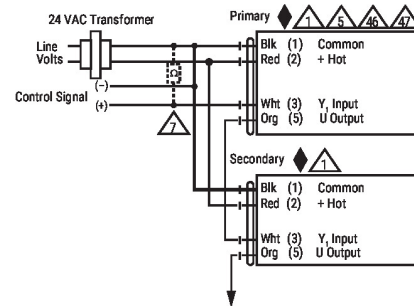 24 VAC Transformer
Primary 1 5 46 47
Line Volts
Blk (1) Common
Red (2) + Hot
Ω
(–)
Control Signal (+)
7
Wht (3) Y₁ Input
Org (5) U Output
Secondary 1
Blk (1) Common
Red (2) + Hot
Wht (3) Y₁ Input
Org (5) U Output